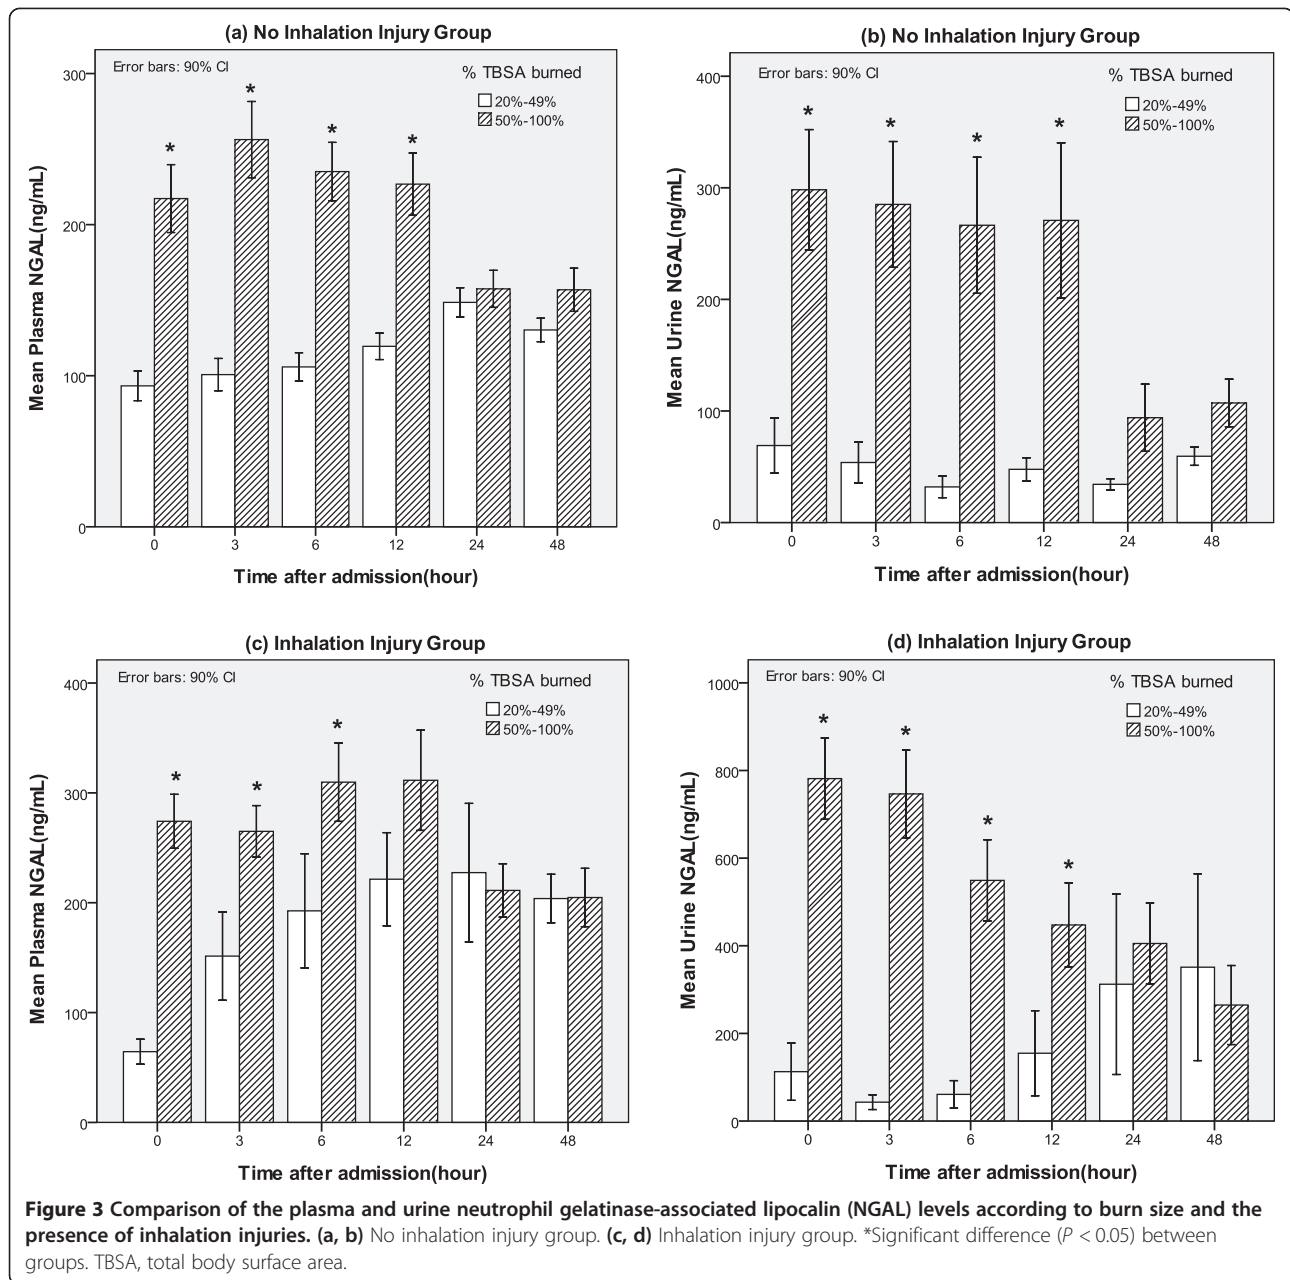 (a) No Inhalation Injury Group
Error bars: 90% CI
% TBSA burned
20%-49%
50%-100%
Mean Plasma NGAL(ng/mL)
300
200
100
0
* * * *
0 3 6 12 24 48
Time after admission(hour)
(b) No Inhalation Injury Group
Error bars: 90% CI
% TBSA burned
20%-49%
50%-100%
Mean Urine NGAL(ng/mL)
400
300
200
100
0
* * * *
0 3 6 12 24 48
Time after admission(hour)
(c) Inhalation Injury Group
Error bars: 90% CI
% TBSA burned
20%-49%
50%-100%
Mean Plasma NGAL(ng/mL)
400
300
200
100
0
* * *
0 3 6 12 24 48
Time after admission(hour)
(d) Inhalation Injury Group
Error bars: 90% CI
% TBSA burned
20%-49%
50%-100%
Mean Urine NGAL(ng/mL)
1000
800
600
400
200
0
* * * *
0 3 6 12 24 48
Time after admission(hour)
Figure 3 Comparison of the plasma and urine neutrophil gelatinase-associated lipocalin (NGAL) levels according to burn size and the
presence of inhalation injuries. (a, b) No inhalation injury group. (c, d) Inhalation injury group. *Significant difference (P < 0.05) between
groups. TBSA, total body surface area.